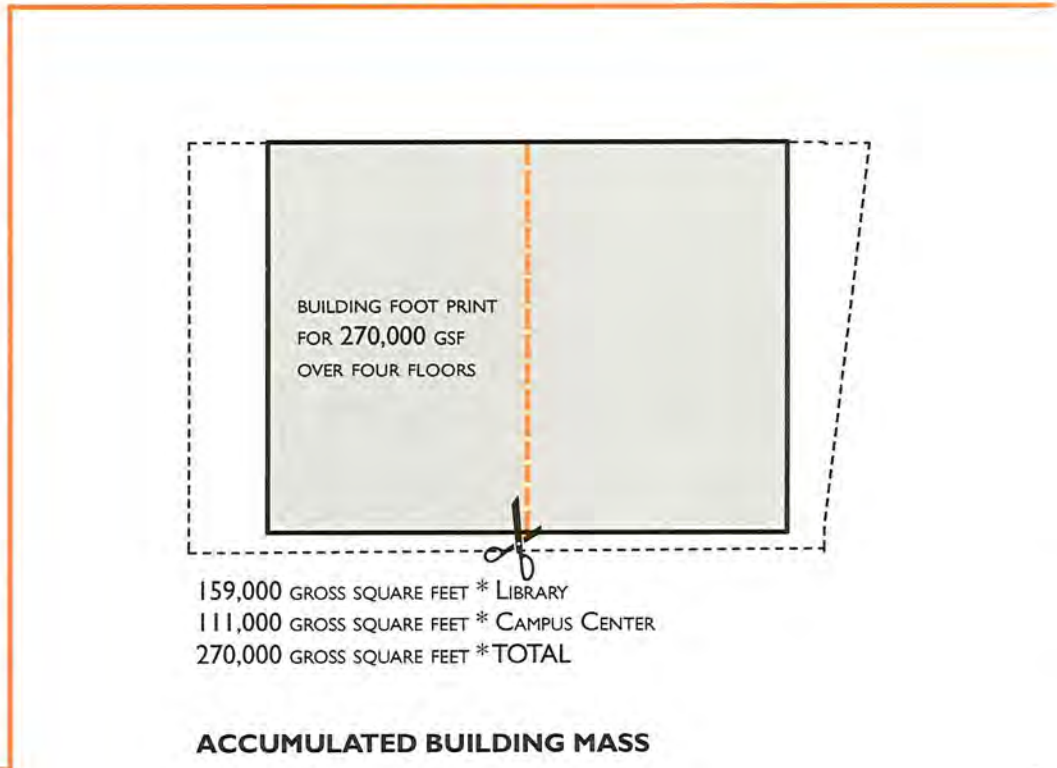 BUILDING FOOT PRINT
FOR 270,000 GSF
OVER FOUR FLOORS
159,000 GROSS SQUARE FEET * LIBRARY
111,000 GROSS SQUARE FEET * CAMPUS CENTER
270,000 GROSS SQUARE FEET * TOTAL
ACCUMULATED BUILDING MASS